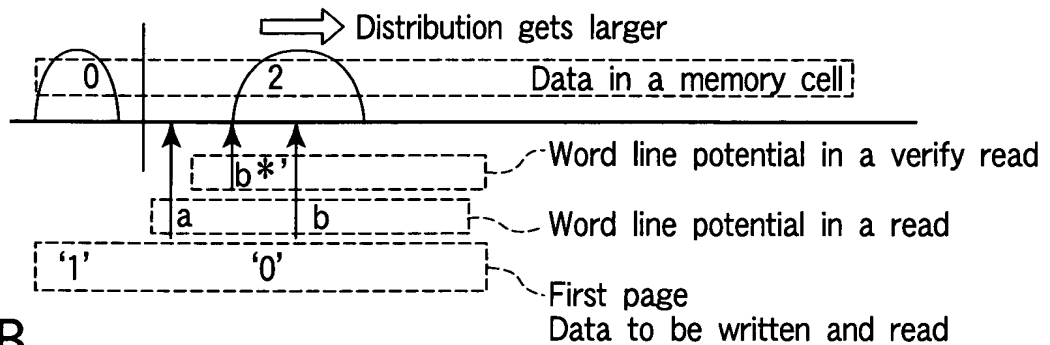 Distribution gets larger
0 2 Data in a memory cell
b*' Word line potential in a verify read
a b Word line potential in a read
'1' '0'
First page
Data to be written and read
B